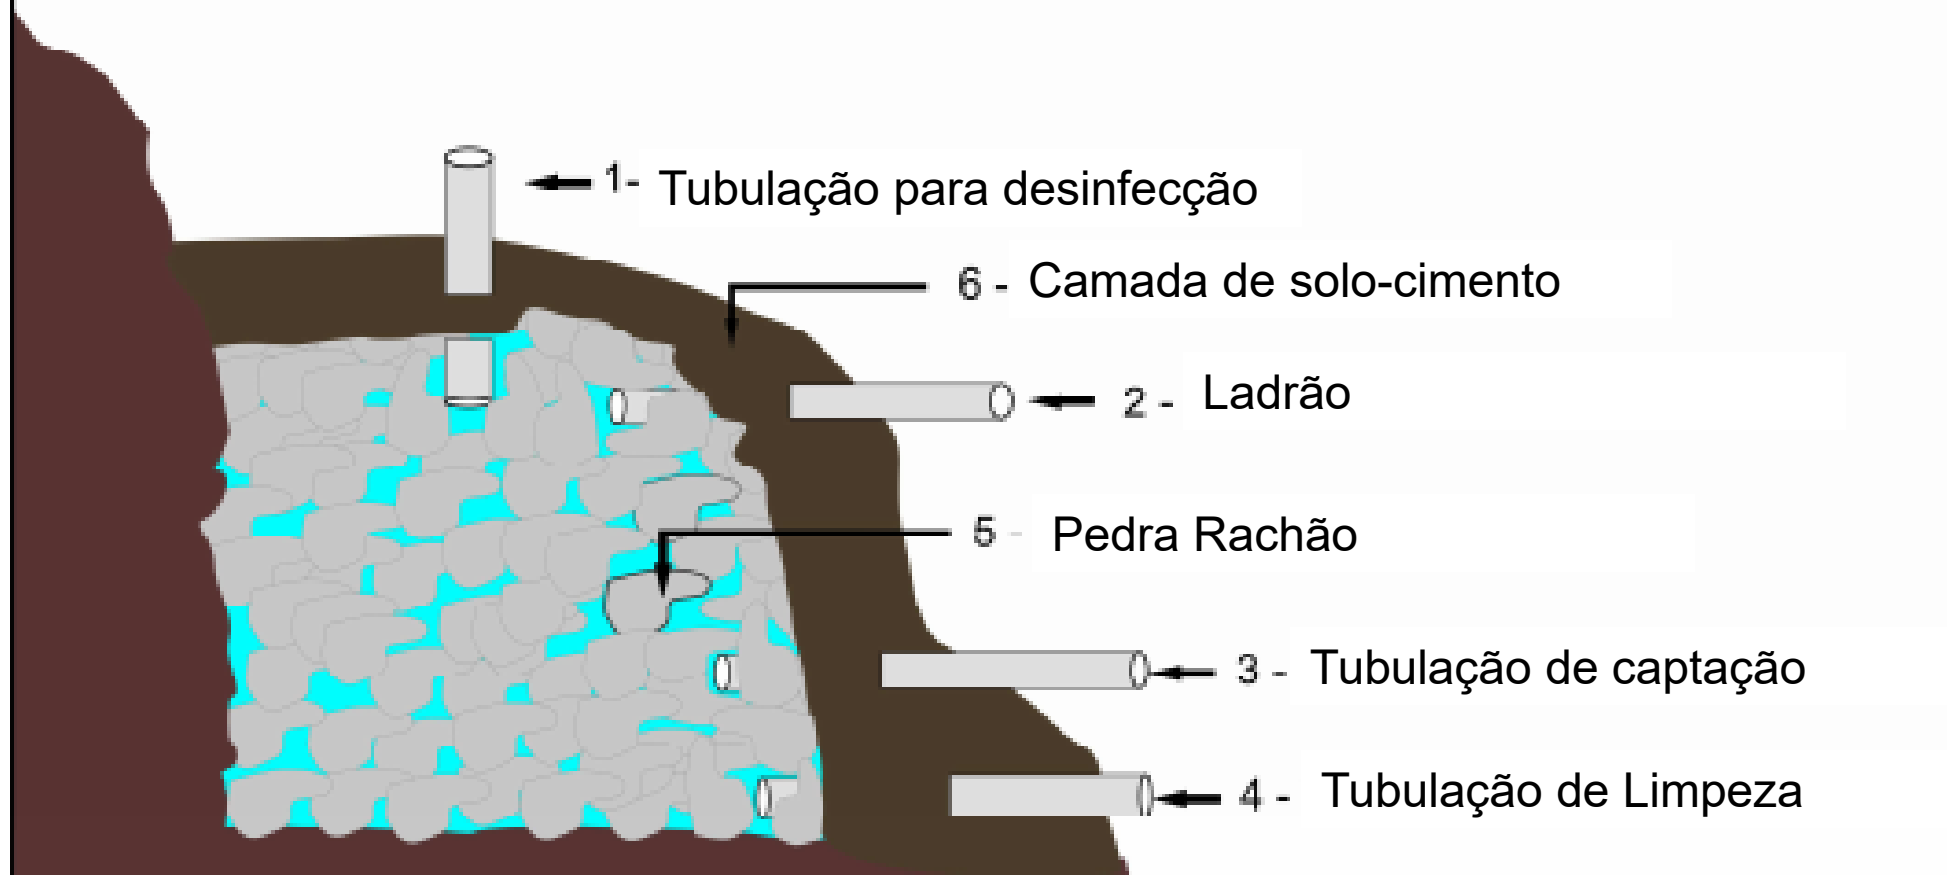 1- Tubulação para desinfecção
6 - Camada de solo-cimento
2 - Ladrão
5 - Pedra Rachão
3 - Tubulação de captação
4 - Tubulação de Limpeza